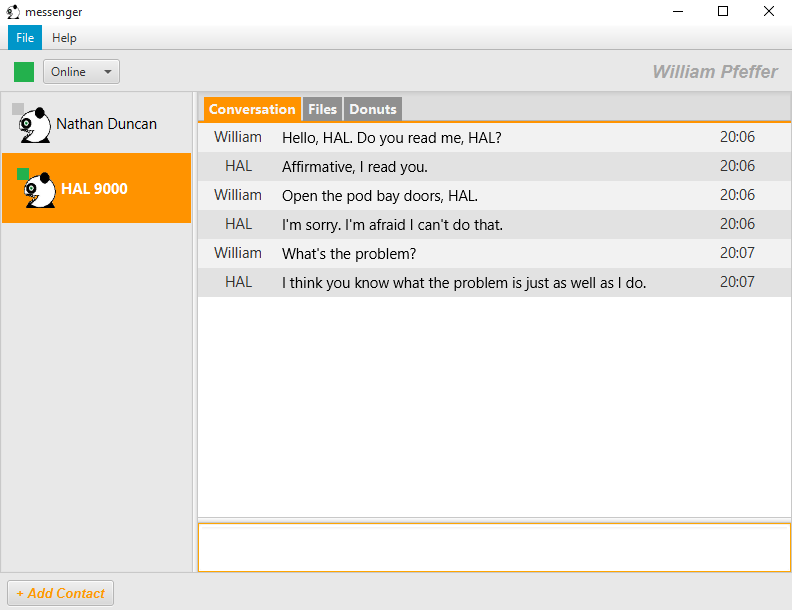 messenger
File Help
Online William Pfeffer
Nathan Duncan
HAL 9000
Conversation Files Donuts
William Hello, HAL. Do you read me, HAL? 20:06
HAL Affirmative, I read you. 20:06
William Open the pod bay doors, HAL. 20:06
HAL I'm sorry. I'm afraid I can't do that. 20:06
William What's the problem? 20:07
HAL I think you know what the problem is just as well as I do. 20:07
+ Add Contact